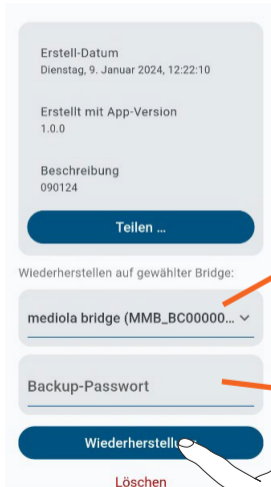 Erstell-Datum
Dienstag, 9. Januar 2024, 12:22:10
Erstellt mit App-Version
1.0.0
Beschreibung
090124
Teilen ...
Wiederherstellen auf gewählter Bridge:
mediola bridge (MMB_BC00000...
Backup-Passwort
Wiederherstellen
Löschen